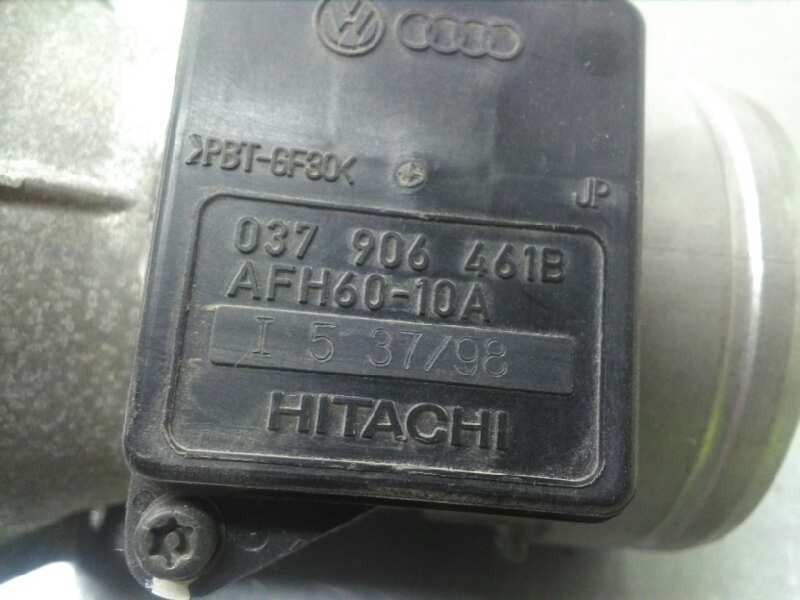 >PBT-GF30<
JP
037 906 461B
AFH60-10A
I 5 37/98
HITACHI